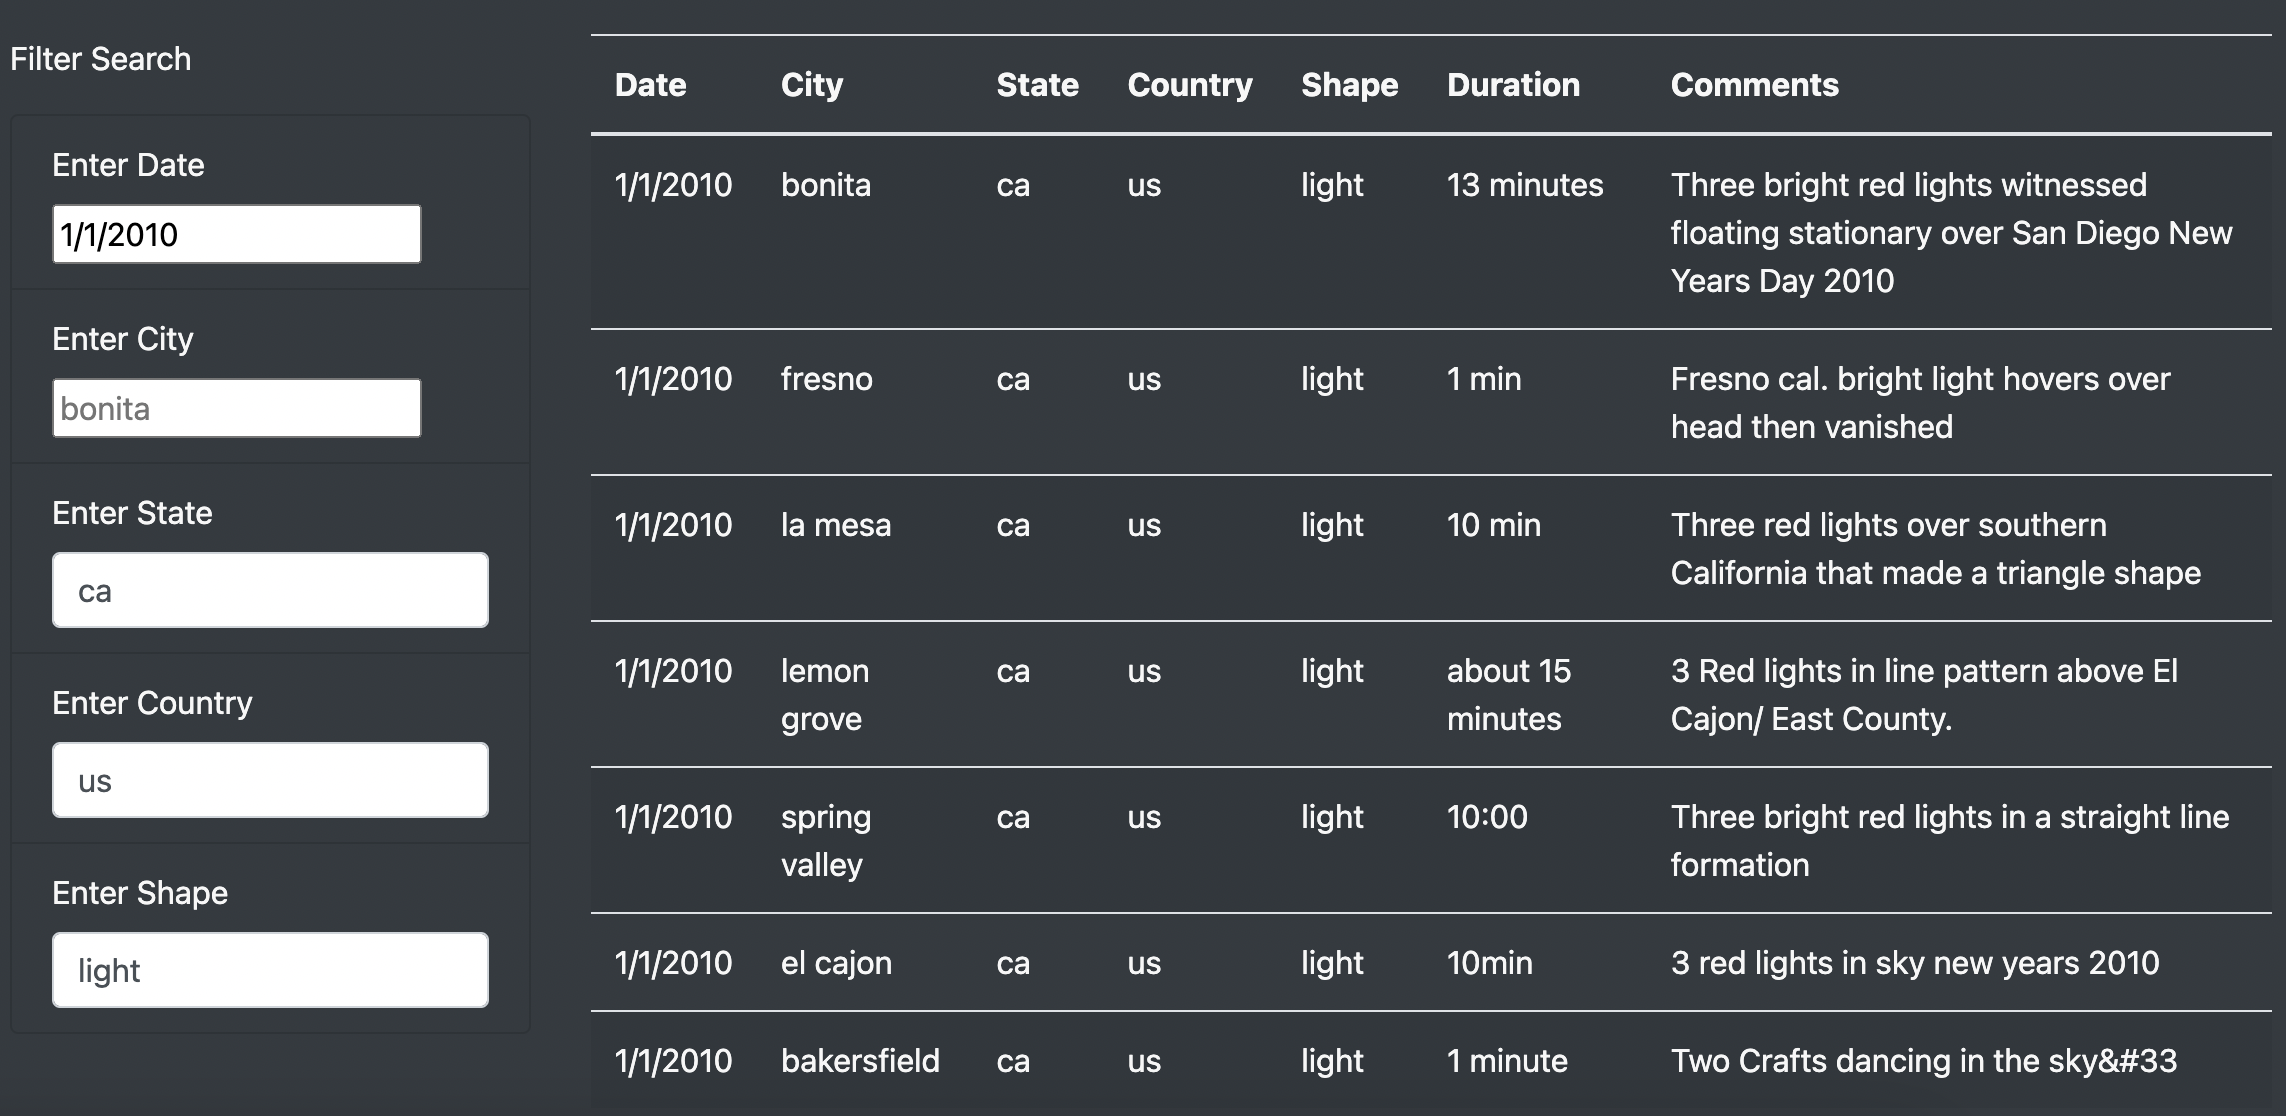 Filter Search
Enter Date
1/1/2010
Enter City
bonita
Enter State
ca
Enter Country
us
Enter Shape
light
Date City State Country Shape Duration Comments
1/1/2010 bonita ca us light 13 minutes Three bright red lights witnessed
floating stationary over San Diego New
Years Day 2010
1/1/2010 fresno ca us light 1 min Fresno cal. bright light hovers over
head then vanished
1/1/2010 la mesa ca us light 10 min Three red lights over southern
California that made a triangle shape
1/1/2010 lemon ca us light about 15 3 Red lights in line pattern above El
grove minutes Cajon/ East County.
1/1/2010 spring ca us light 10:00 Three bright red lights in a straight line
valley formation
1/1/2010 el cajon ca us light 10min 3 red lights in sky new years 2010
1/1/2010 bakersfield ca us light 1 minute Two Crafts dancing in the sky&#33